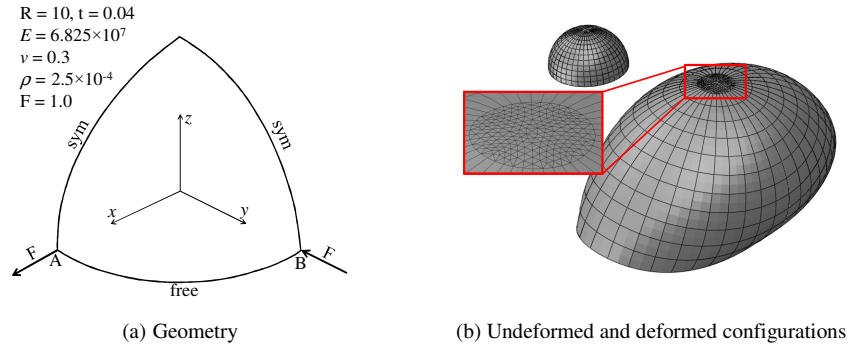 R = 10, t = 0.04
E = 6.825×10⁷
ν = 0.3
ρ = 2.5×10⁻⁴
F = 1.0
sym
sym
z
x
y
F
A
B
F
free
(a) Geometry
(b) Undeformed and deformed configurations